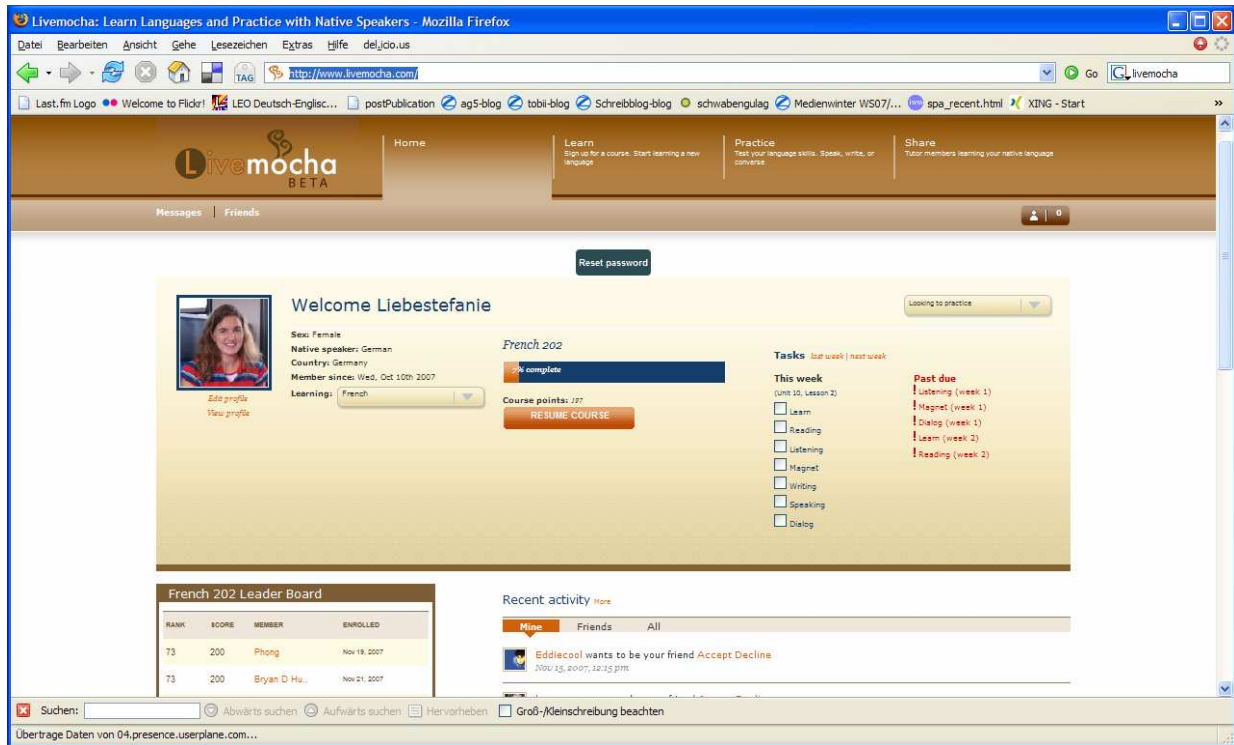 Livemocha: Learn Languages and Practice with Native Speakers - Mozilla Firefox
Datei Bearbeiten Ansicht Gehe Lesezeichen Extras Hilfe del.icio.us
TAG http://www.livemocha.com/ Go G livemocha
Last.fm Logo Welcome to Flickr! LEO Deutsch-Englisc... postPublication ag5-blog tobii-blog Schreibblog-blog schwabengulag Medienwinter WS07/... spa_recent.html XING - Start »
Livemocha
BETA
Home
Learn
Sign up for a course. Start learning a new
language
Practice
Test your language skills. Speak, write, or
converse
Share
Tutor members learning your native language
Messages | Friends
0
Reset password
Welcome Liebestefanie
Looking to practice
Sex: Female
Native speaker: German
Country: Germany
Member since: Wed, Oct 10th 2007
Learning: French
Edit profile
View profile
French 202
7% complete
Course points: 197
RESUME COURSE
Tasks last week | next week
This week
(Unit 10, Lesson 2)
Learn
Reading
Listening
Magnet
Writing
Speaking
Dialog
Past due
! Listening (week 1)
! Magnet (week 1)
! Dialog (week 1)
! Learn (week 2)
! Reading (week 2)
French 202 Leader Board
RANK SCORE MEMBER ENROLLED
73 200 Phong Nov 19, 2007
73 200 Bryan D Hu.. Nov 21, 2007
Recent activity More
Mine Friends All
Eddiecool wants to be your friend Accept Decline
Nov 15, 2007, 12:15 pm
Suchen: Abwärts suchen Aufwärts suchen Hervorheben Groß-/Kleinschreibung beachten
Übertrage Daten von 04.presence.userplane.com...